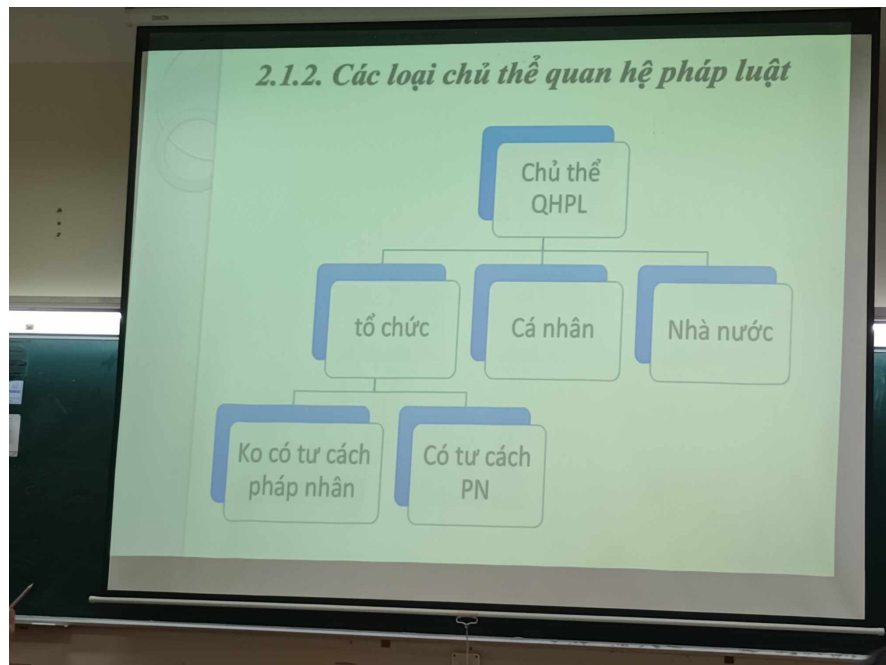 2.1.2. Các loại chủ thể quan hệ pháp luật
Chủ thể
QHPL
tổ chức
Cá nhân
Nhà nước
Ko có tư cách
pháp nhân
Có tư cách
PN